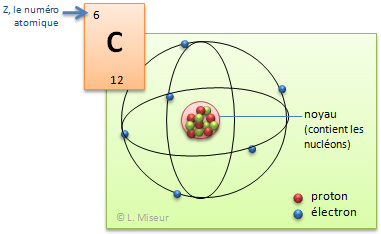 Z, le numéro
atomique
6
C
12
noyau
(contient les
nucléons)
proton
électron
© L. Miseur